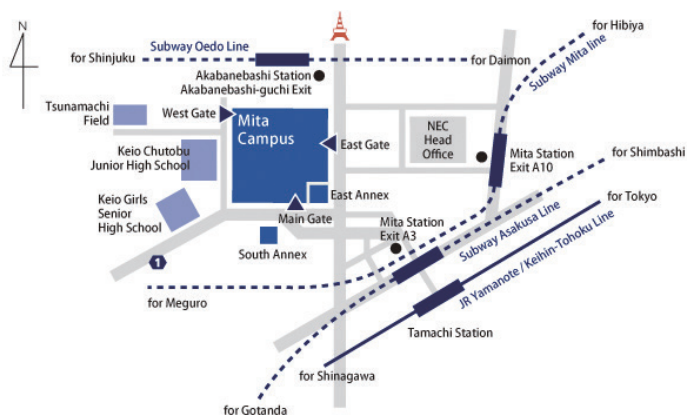 N
for Hibiya
for Shinjuku
Subway Oedo Line
for Daimon
Subway Mita line
Akabanebashi Station
Akabanebashi-guchi Exit
Tsunamachi
Field
West Gate
Mita
Campus
NEC
Head
Office
East Gate
Keio Chutobu
Junior High School
Mita Station
Exit A10
for Shimbashi
East Annex
Keio Girls
Senior
High School
Main Gate
Mita Station
Exit A3
for Tokyo
South Annex
Subway Asakusa Line
1
JR Yamanote / Keihin-Tohoku Line
for Meguro
Tamachi Station
for Shinagawa
for Gotanda